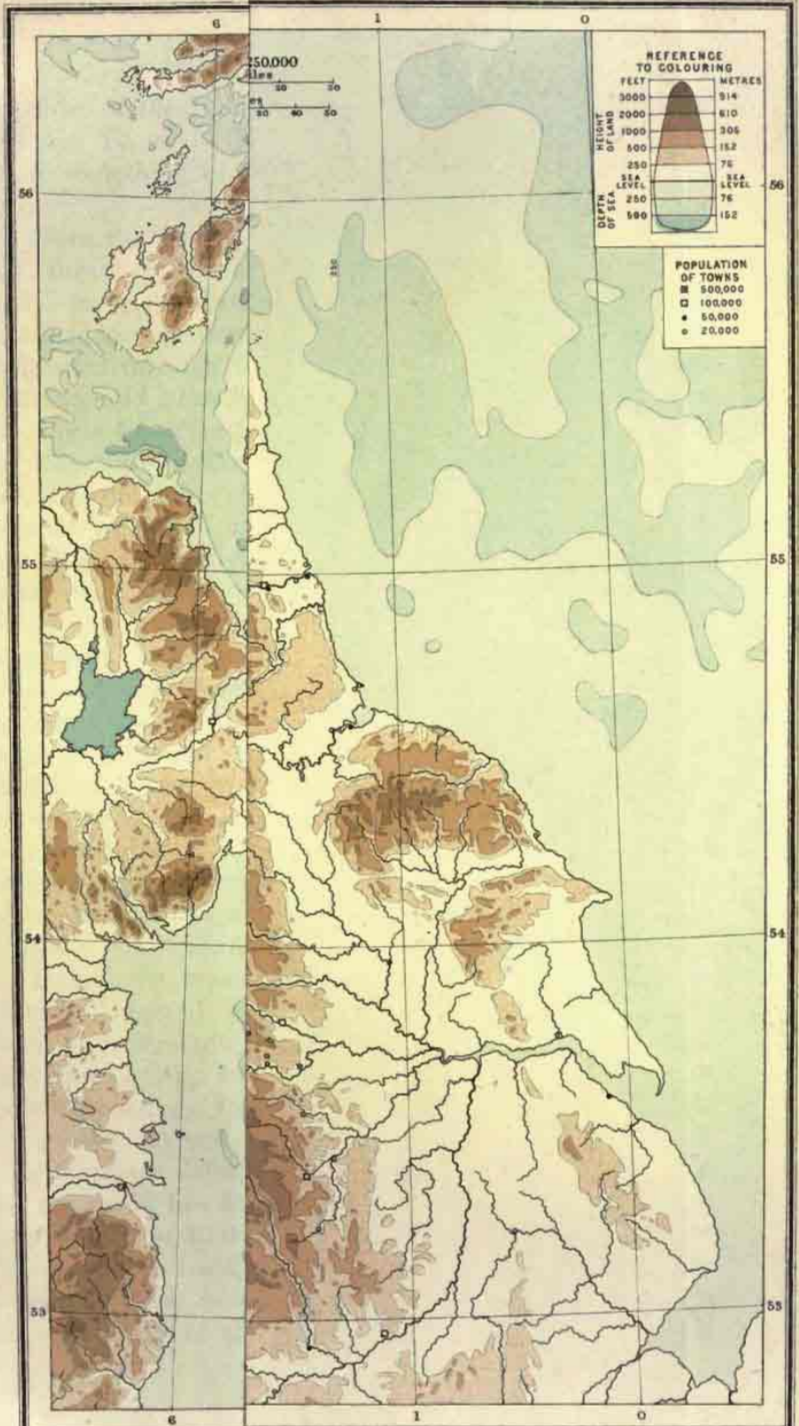 6 1 0
250,000
iles
20 30
es
30 40 50
REFERENCE
TO COLOURING
FEET METRES
3000 914
2000 610
1000 305
500 152
250 76
SEA LEVEL SEA LEVEL
250 76
500 152
HEIGHT OF LAND
DEPTH OF SEA
56 56
250
POPULATION
OF TOWNS
500,000
100,000
50,000
20,000
55 55
54 54
53 53
6 1 0